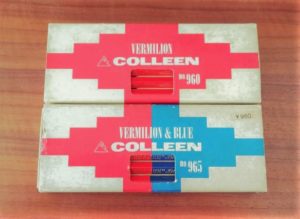 VERMILION
COLLEEN
no 960
VERMILION & BLUE
¥960
COLLEEN
no 965